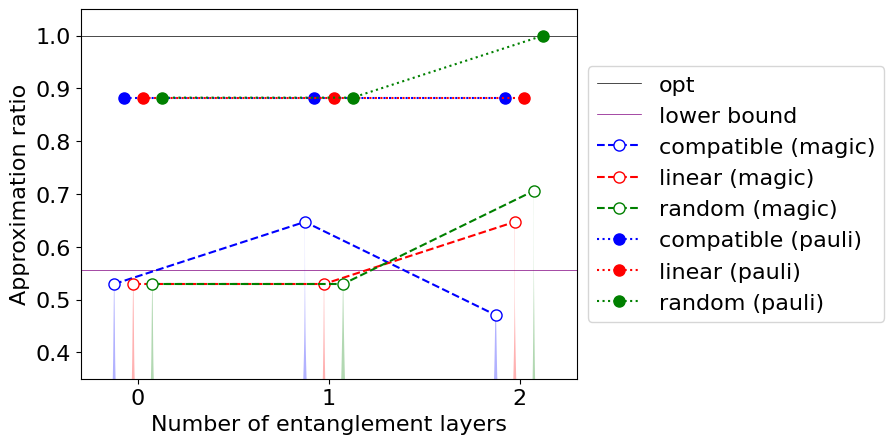 1.0
0.9
0.8
0.7
0.6
0.5
0.4
Approximation ratio
0 1 2
Number of entanglement layers
opt
lower bound
compatible (magic)
linear (magic)
random (magic)
compatible (pauli)
linear (pauli)
random (pauli)